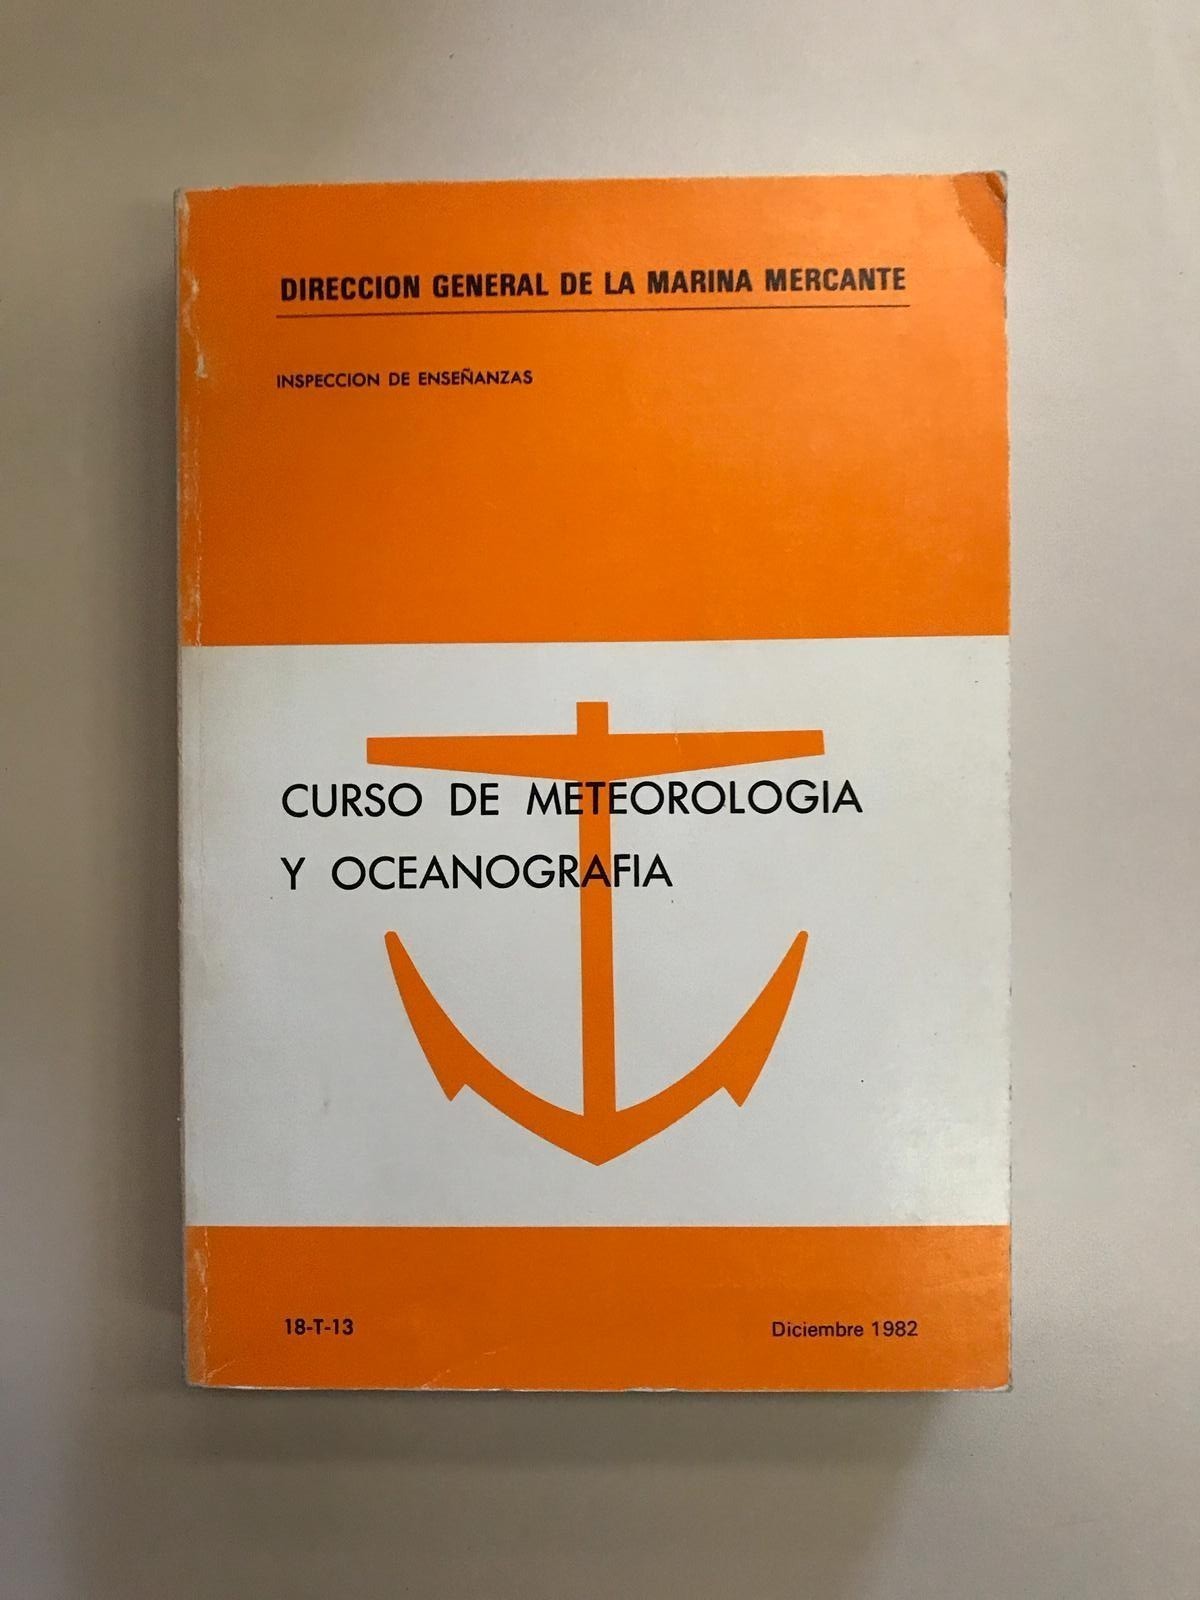 DIRECCION GENERAL DE LA MARINA MERCANTE
INSPECCION DE ENSEÑANZAS
CURSO DE METEOROLOGIA
Y OCEANOGRAFIA
18-T-13
Diciembre 1982